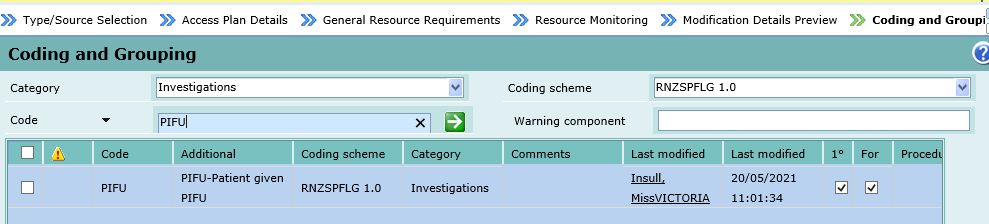 Type/Source Selection Access Plan Details General Resource Requirements Resource Monitoring Modification Details Preview Coding and Groupi
Coding and Grouping
Category Investigations Coding scheme RNZSPFLG 1.0
Code PIFU Warning component
Code Additional Coding scheme Category Comments Last modified Last modified 1° For Procedu
PIFU-Patient given Insull, 20/05/2021
PIFU RNZSPFLG 1.0 Investigations
PIFU MissVICTORIA 11:01:34